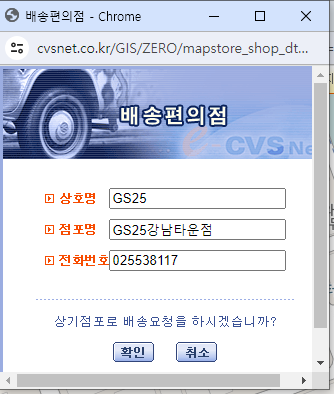 배송편의점 - Chrome
cvsnet.co.kr/GIS/ZERO/mapstore_shop_dt...
배송편의점
e-CVS Net
상호명 GS25
점포명 GS25강남타운점
전화번호 025538117
상기점포로 배송요청을 하시겠습니까?
확인 취소